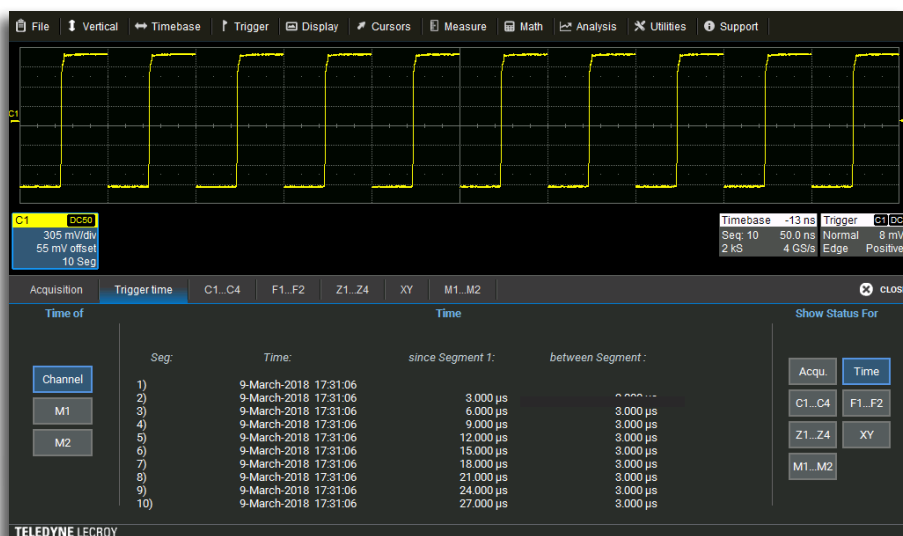 File Vertical Timebase Trigger Display Cursors Measure Math Analysis Utilities Support
C1
C1 DC50
305 mV/div
55 mV offset
10 Seg
Timebase -13 ns
Seq: 10 50.0 ns
2 kS 4 GS/s
Trigger C1 DC
Normal 8 mV
Edge Positive
Acquisition Trigger time C1...C4 F1...F2 Z1...Z4 XY M1...M2 CLOS
Time of Time Show Status For
Channel
M1
M2
Seg: Time: since Segment 1: between Segment :
1) 9-March-2018 17:31:06
2) 9-March-2018 17:31:06 3.000 µs
3) 9-March-2018 17:31:06 6.000 µs 3.000 µs
4) 9-March-2018 17:31:06 9.000 µs 3.000 µs
5) 9-March-2018 17:31:06 12.000 µs 3.000 µs
6) 9-March-2018 17:31:06 15.000 µs 3.000 µs
7) 9-March-2018 17:31:06 18.000 µs 3.000 µs
8) 9-March-2018 17:31:06 21.000 µs 3.000 µs
9) 9-March-2018 17:31:06 24.000 µs 3.000 µs
10) 9-March-2018 17:31:06 27.000 µs 3.000 µs
Acqu. Time
C1...C4 F1...F2
Z1...Z4 XY
M1...M2
TELEDYNE LECROY